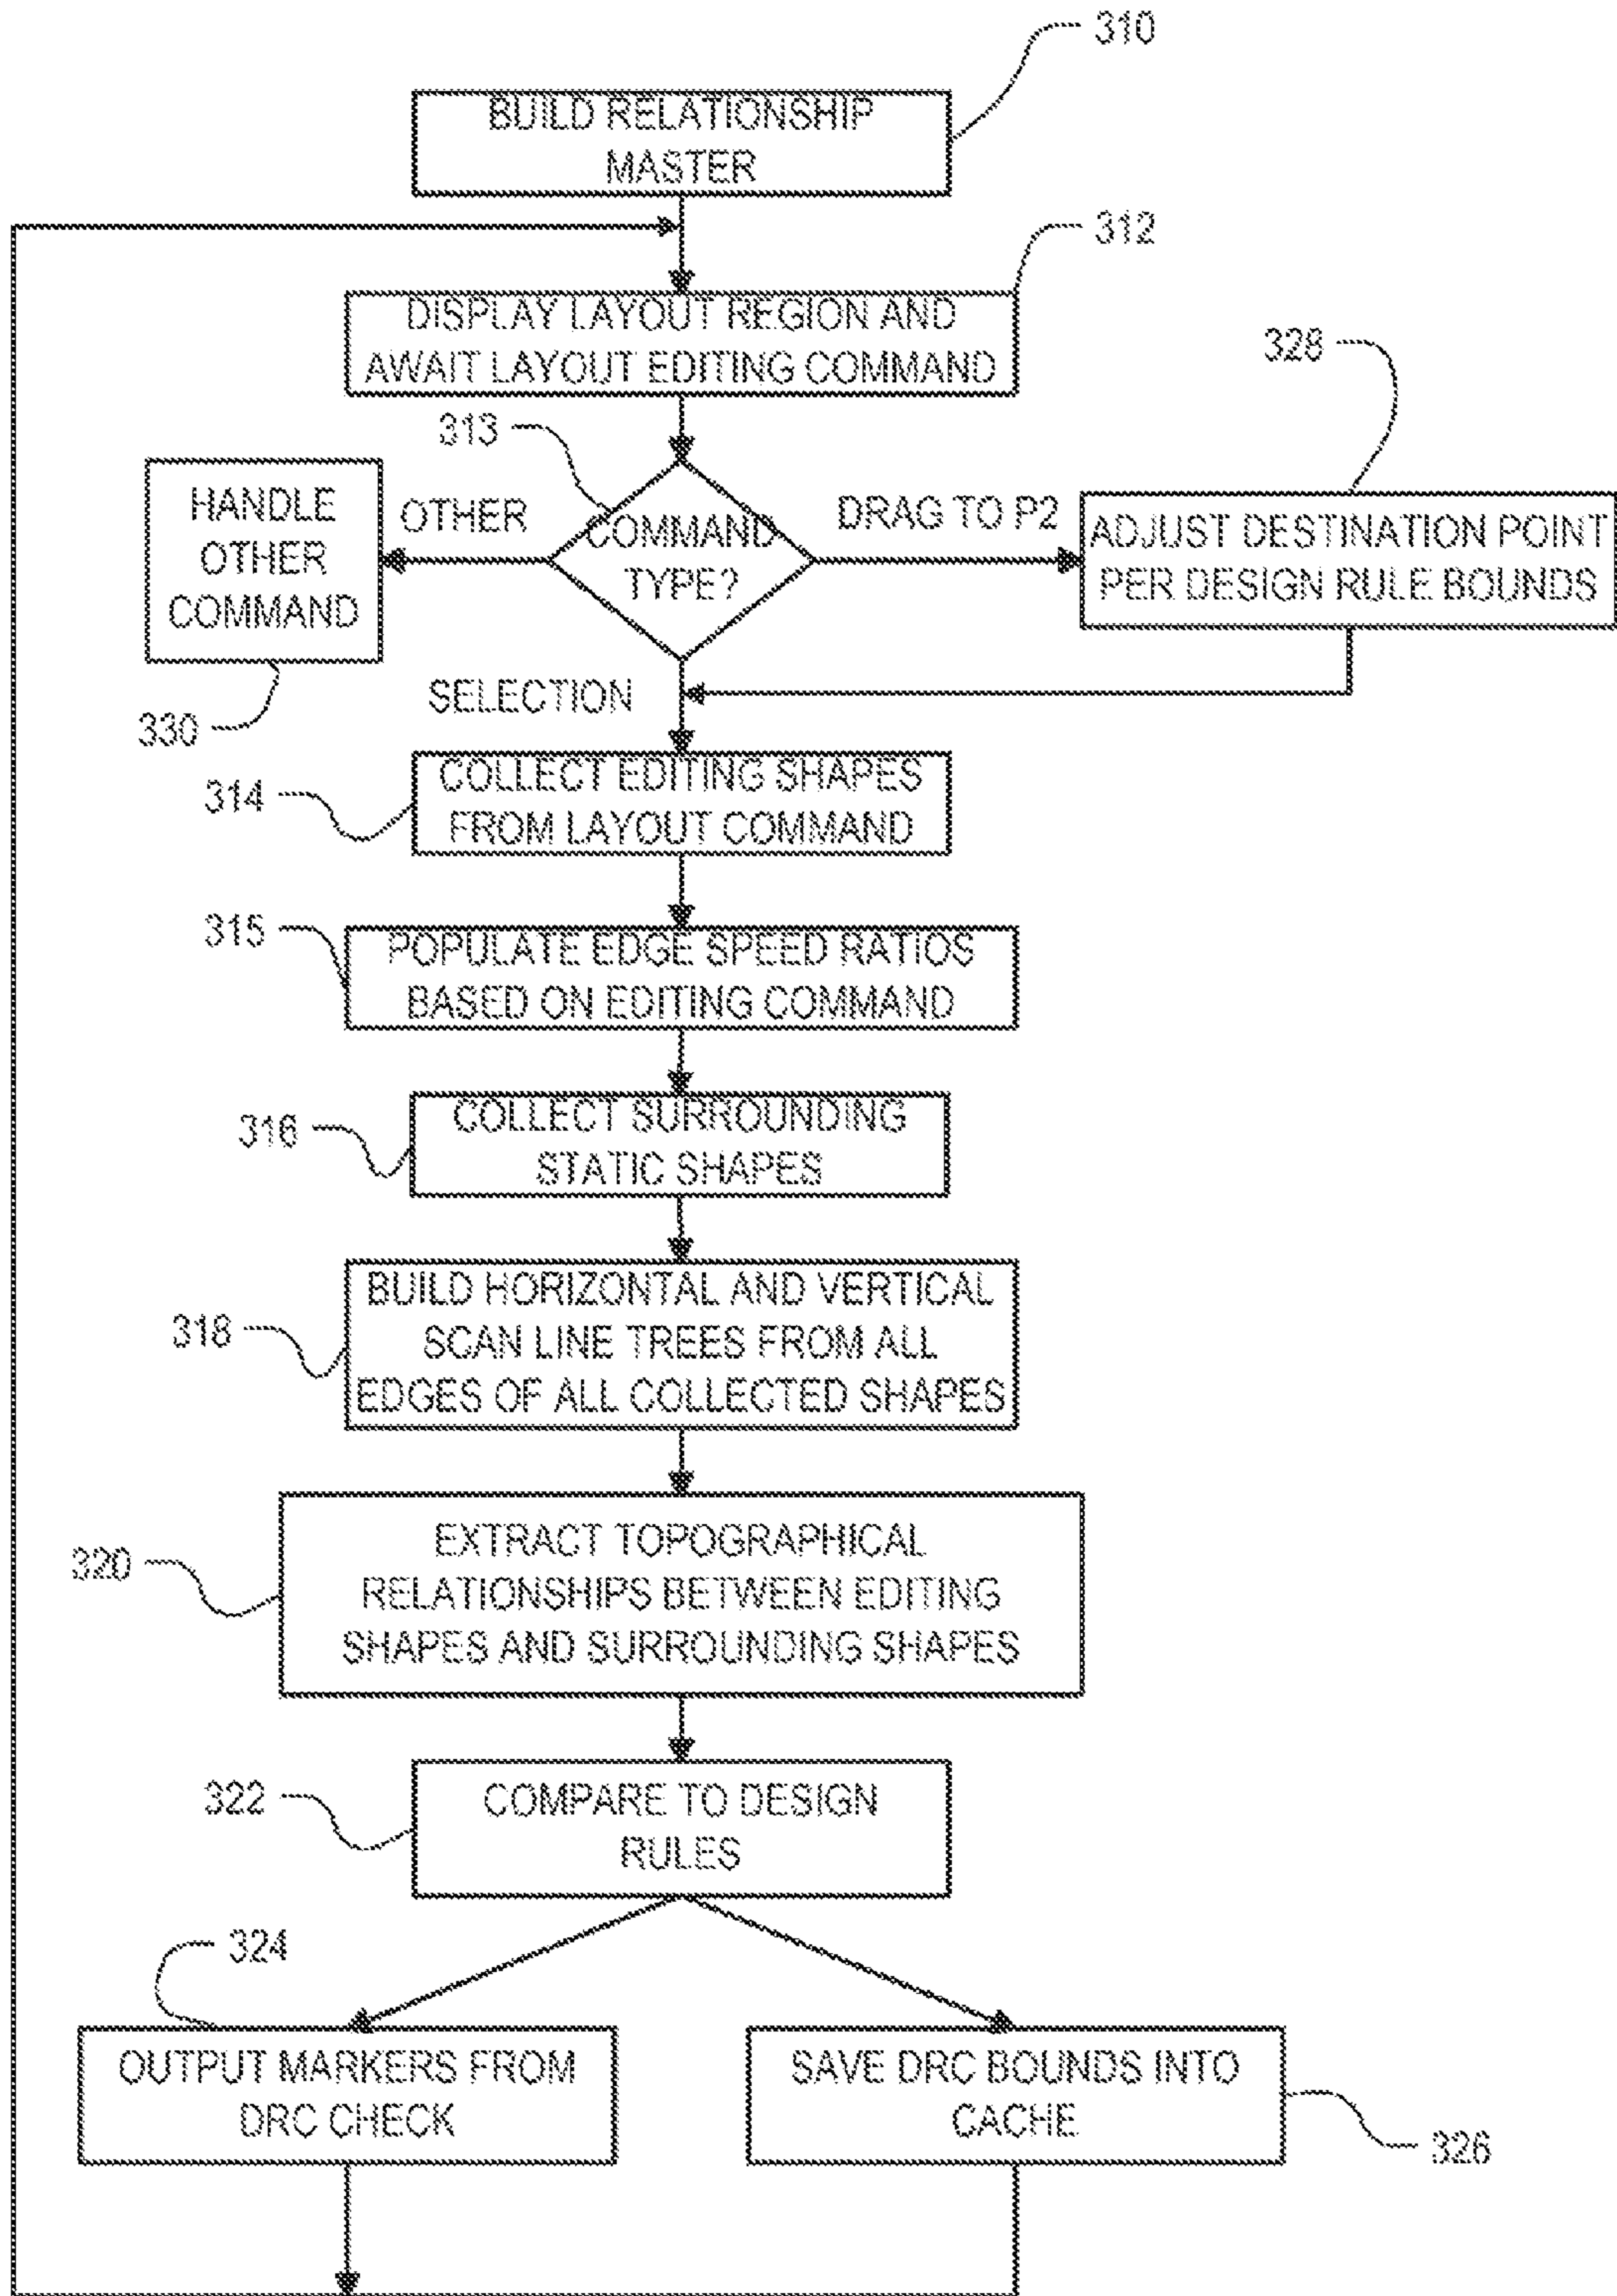 310
BUILD RELATIONSHIP
MASTER
312
DISPLAY LAYOUT REGION AND
AWAIT LAYOUT EDITING COMMAND
328
313
HANDLE
OTHER
COMMAND
OTHER
COMMAND
TYPE?
DRAG TO P2
ADJUST DESTINATION POINT
PER DESIGN RULE BOUNDS
330
SELECTION
314
COLLECT EDITING SHAPES
FROM LAYOUT COMMAND
315
POPULATE EDGE SPEED RATIOS
BASED ON EDITING COMMAND
316
COLLECT SURROUNDING
STATIC SHAPES
318
BUILD HORIZONTAL AND VERTICAL
SCAN LINE TREES FROM ALL
EDGES OF ALL COLLECTED SHAPES
320
EXTRACT TOPOGRAPHICAL
RELATIONSHIPS BETWEEN EDITING
SHAPES AND SURROUNDING SHAPES
322
COMPARE TO DESIGN
RULES
324
OUTPUT MARKERS FROM
DRC CHECK
SAVE DRC BOUNDS INTO
CACHE
326